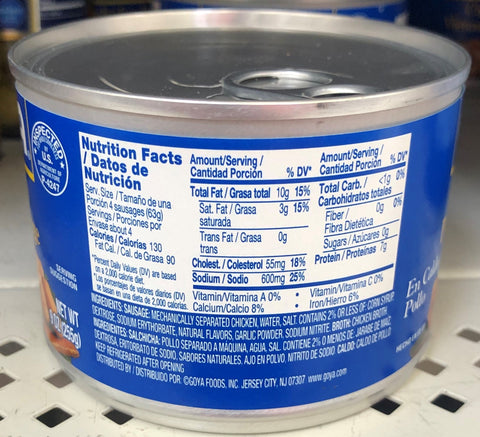 INSPECTED
U.S.
DEPARTMENT OF
P-4247
Nutrition Facts
/ Datos de
Nutrición
Serv. Size / Tamaño de una
Porción 4 sausages (63g)
Servings / Porciones por
Envase about 4
Calories / Calorías 130
Fat Cal. / Cal. de Grasa 90
*Percent Daily Values (DV) are based
on a 2,000 calorie diet.
*Los porcentajes de valores diarios (DV)
se basan en una dieta de 2,000 calorías.
Amount/Serving /
Cantidad Porción % DV*
Total Fat / Grasa total 10g 15%
Sat. Fat / Grasa 3g 15%
saturada
Trans Fat / Grasa 0g
trans
Cholest. / Colesterol 55mg 18%
Sodium / Sodio 600mg 25%
Amount/Serving /
Cantidad Porción % DV*
Total Carb. / <1g 0%
Carbohidratos totales
Fiber / 0g 0%
Fibra Dietética
Sugars / Azúcares 0g
Protein / Proteínas 7g
Vitamin/Vitamina A 0% • Vitamin/Vitamina C 0%
Calcium/Calcio 8% • Iron/Hierro 6%
INGREDIENTS: SAUSAGE: MECHANICALLY SEPARATED CHICKEN, WATER, SALT. CONTAINS 2% OR LESS OF: CORN SYRUP,
DEXTROSE, SODIUM ERYTHORBATE, NATURAL FLAVORS, GARLIC POWDER, SODIUM NITRITE. BROTH: CHICKEN BROTH.
INGREDIENTES: SALCHICHA: POLLO SEPARADO A MÁQUINA, AGUA, SAL. CONTIENE 2% O MENOS DE: JARABE DE MAÍZ,
DEXTROSA, ERITORBATO DE SODIO, SABORES NATURALES, AJO EN POLVO, NITRITO DE SODIO. CALDO: CALDO DE POLLO
KEEP REFRIGERATED AFTER OPENING
DISTRIBUTED BY / DISTRIBUIDO POR: ©GOYA FOODS, INC. JERSEY CITY, NJ 07307 www.goya.com
SERVING
SUGGESTION
NET WT
OZ (255g)
En
Pollo